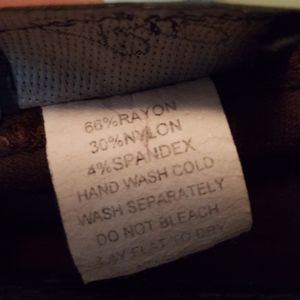 66%RAYON
30%NYLON
4%SPANDEX
HAND WASH COLD
WASH SEPARATELY
DO NOT BLEACH
LAY FLAT TO DRY